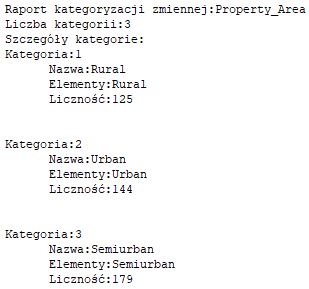 Raport kategoryzacji zmiennej:Property_Area
Liczba kategorii:3
Szczegóły kategorie:
Kategoria:1
Nazwa:Rural
Elementy:Rural
Liczność:125
Kategoria:2
Nazwa:Urban
Elementy:Urban
Liczność:144
Kategoria:3
Nazwa:Semiurban
Elementy:Semiurban
Liczność:179